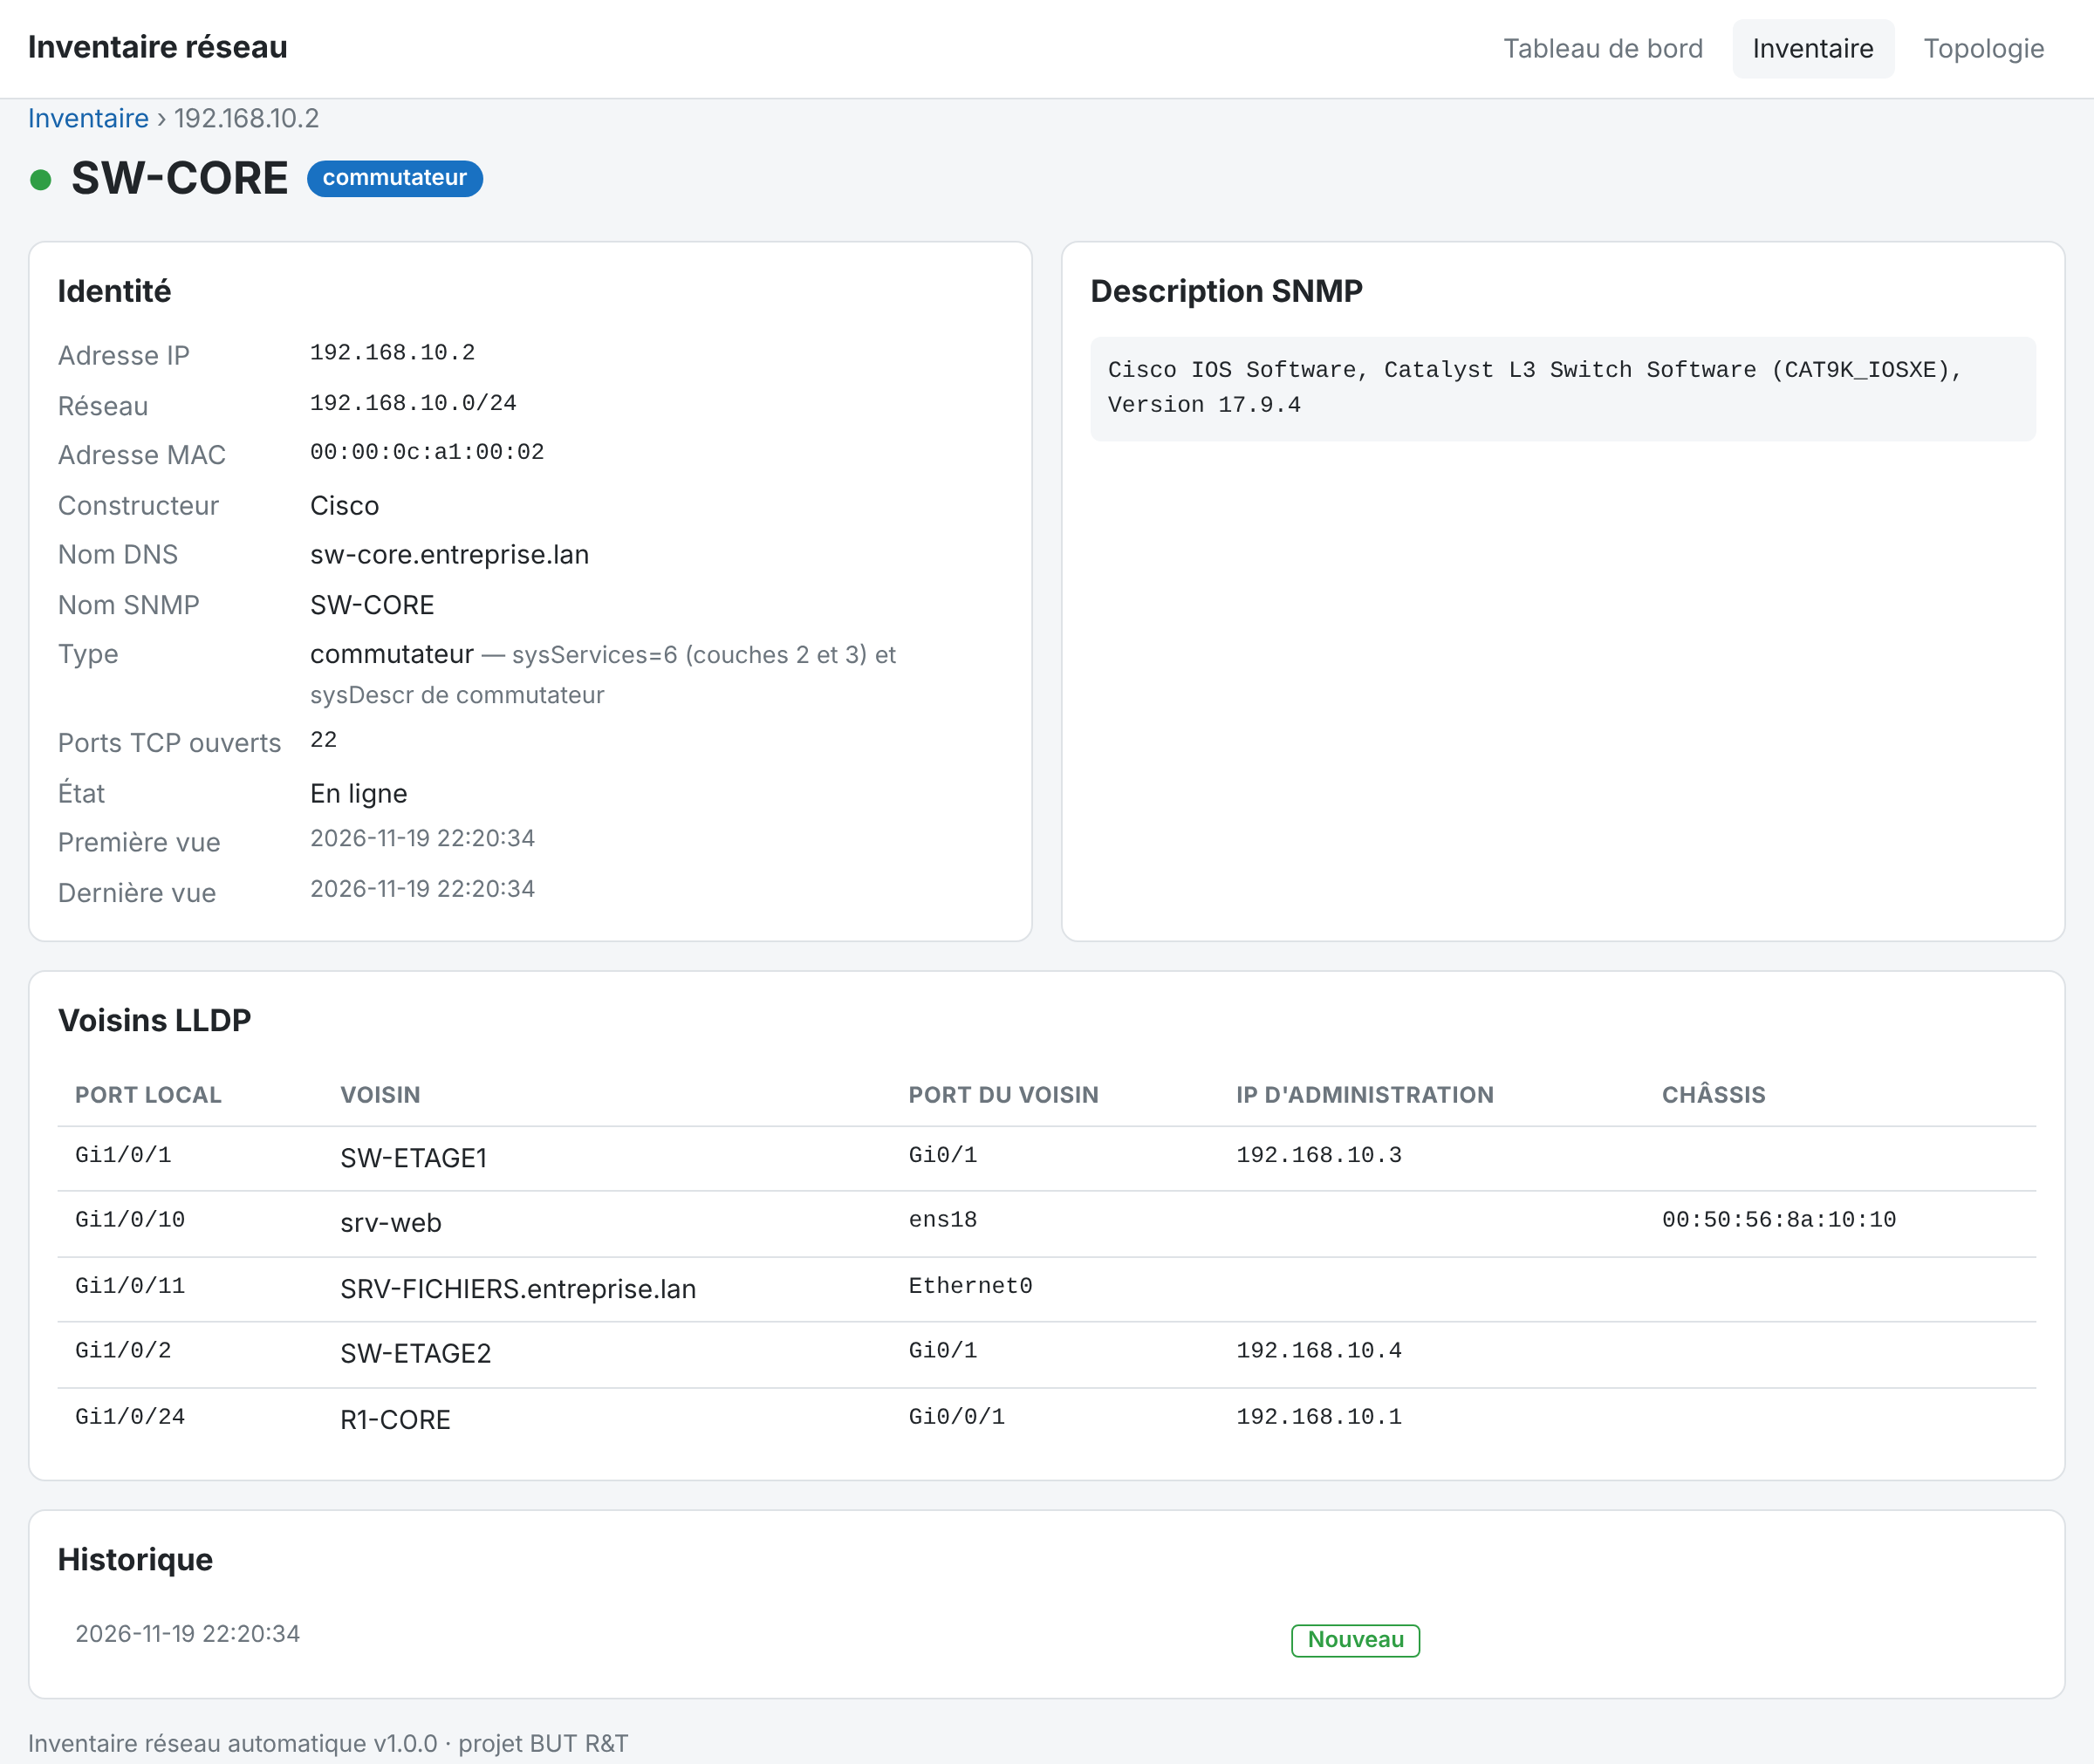 Inventaire réseau
Tableau de bord
Inventaire
Topologie
Inventaire › 192.168.10.2
SW-CORE commutateur
Identité
Adresse IP 192.168.10.2
Réseau 192.168.10.0/24
Adresse MAC 00:00:0c:a1:00:02
Constructeur Cisco
Nom DNS sw-core.entreprise.lan
Nom SNMP SW-CORE
Type commutateur — sysServices=6 (couches 2 et 3) et
sysDescr de commutateur
Ports TCP ouverts 22
État En ligne
Première vue 2026-11-19 22:20:34
Dernière vue 2026-11-19 22:20:34
Description SNMP
Cisco IOS Software, Catalyst L3 Switch Software (CAT9K_IOSXE),
Version 17.9.4
Voisins LLDP
PORT LOCAL VOISIN PORT DU VOISIN IP D'ADMINISTRATION CHÂSSIS
Gi1/0/1 SW-ETAGE1 Gi0/1 192.168.10.3
Gi1/0/10 srv-web ens18 00:50:56:8a:10:10
Gi1/0/11 SRV-FICHIERS.entreprise.lan Ethernet0
Gi1/0/2 SW-ETAGE2 Gi0/1 192.168.10.4
Gi1/0/24 R1-CORE Gi0/0/1 192.168.10.1
Historique
2026-11-19 22:20:34 Nouveau
Inventaire réseau automatique v1.0.0 · projet BUT R&T